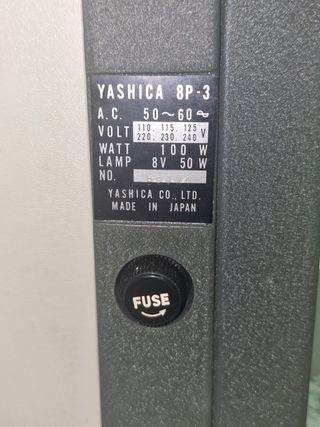 YASHICA 8P-3
A.C. 50~60 ~
VOLT 110. 115. 125 V
220. 230. 240
WATT 100 W
LAMP 8V 50 W
NO.
YASHICA CO., LTD.
MADE IN JAPAN
FUSE